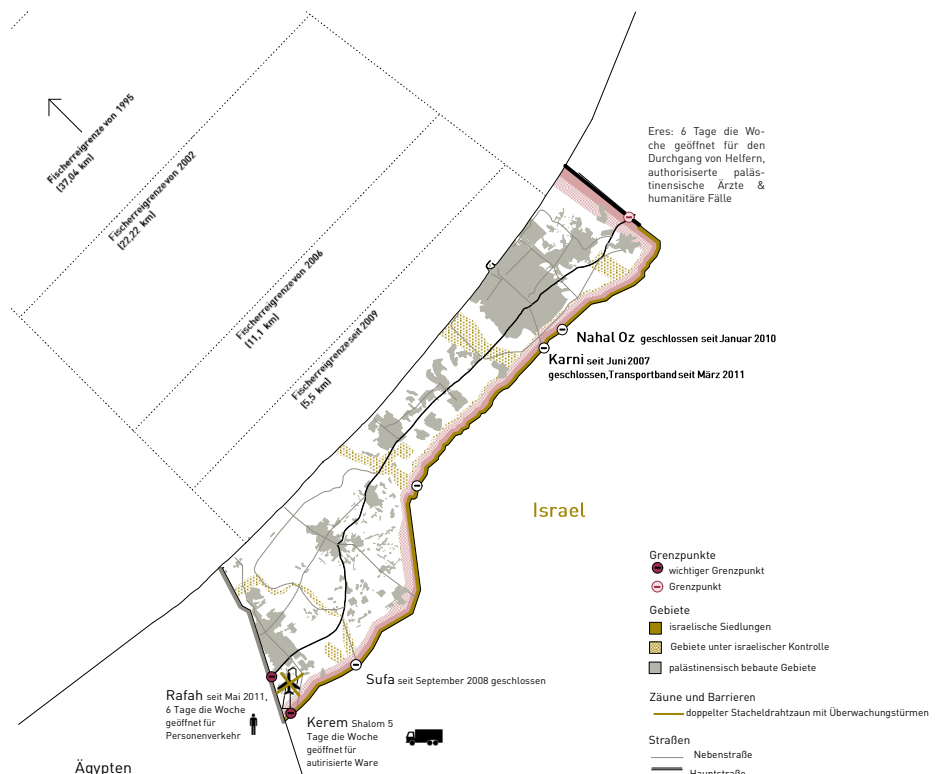 Fischerreigrenze von 1995
(37,04 km)
Fischerreigrenze von 2002
(22,22 km)
Fischerreigrenze von 2006
(11,1 km)
Fischerreigrenze seit 2009
(5,5 km)
Eres: 6 Tage die Wo-
che geöffnet für den
Durchgang von Helfern,
authorisiserte paläs-
tinensische Ärzte &
humanitäre Fälle
Nahal Oz geschlossen seit Januar 2010
Karni seit Juni 2007
geschlossen, Transportband seit März 2011
Israel
Sufa seit September 2008 geschlossen
Rafah seit Mai 2011,
6 Tage die Woche
geöffnet für
Personenverkehr
Kerem Shalom 5
Tage die Woche
geöffnet für
autirisierte Ware
Ägypten
Grenzpunkte
wichtiger Grenzpunkt
Grenzpunkt
Gebiete
israelische Siedlungen
Gebiete unter israelischer Kontrolle
palästinensisch bebaute Gebiete
Zäune und Barrieren
doppelter Stacheldrahtzaun mit Überwachungstürmen
Straßen
Nebenstraße
Hauptstraße